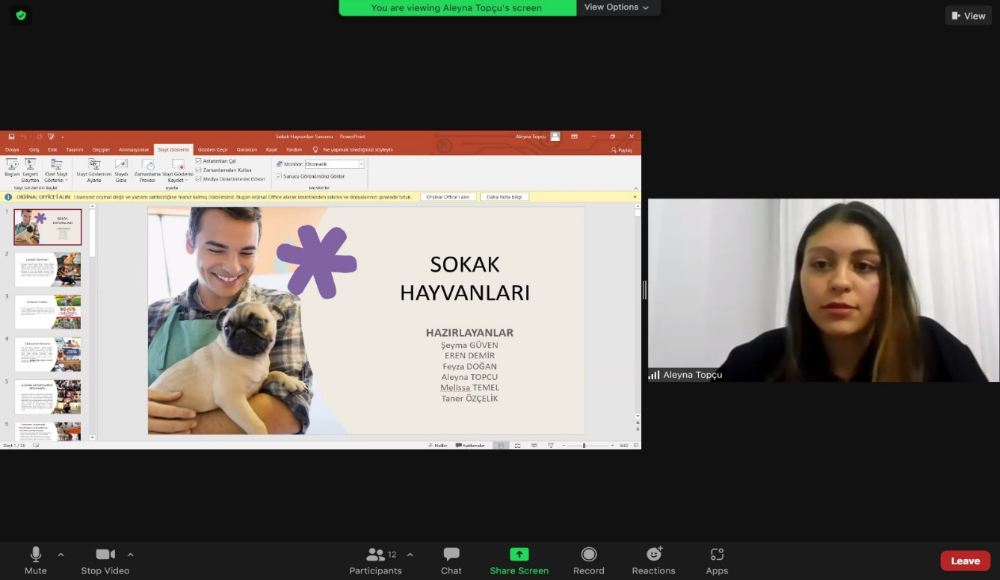 You are viewing Aleyna Topçu's screen
View Options
View
Sokak Hayvanları Sunumu - PowerPoint
Aleyna Topcu
Dosya Giriş Ekle Tasarım Geçişler Animasyonlar Slayt Gösterisi Gözden Geçir Görünüm Kayıt Yardım Ne yapmak istediğinizi söyleyin
Paylaş
Baştan
Geçerli Slayttan
Özel Slayt Gösterisi
Slayt Gösterisini Ayarla
Slaydı Gizle
Zamanlama Provası
Slayt Gösterisi Kaydet
Anlatımları Çal
Zamanlamaları Kullan
Medya Denetimlerini Göster
Monitör: Otomatik
Sunucu Görünümünü Göster
Slayt Gösterisini Başlat
Ayarla
Monitörler
ORİJİNAL OFFICE'İ ALIN Lisansınız orijinal değil ve yazılım sahteciliğine maruz kalmış olabilirsiniz. Bugün orijinal Office alarak kesintilerden sakının ve dosyalarınızı güvende tutun.
Orijinal Office'i alın
Daha fazla bilgi
1
SOKAK
HAYVANLARI
2
3
4
5
6
SOKAK
HAYVANLARI
HAZIRLAYANLAR
Şeyma GÜVEN
EREN DEMİR
Feyza DOĞAN
Aleyna TOPCU
Melissa TEMEL
Taner ÖZÇELİK
Aleyna Topçu
Slayt 1 / 26
Notlar
Açıklamalar
%82
Mute
Stop Video
12
Participants
Chat
Share Screen
Record
Reactions
Apps
Leave